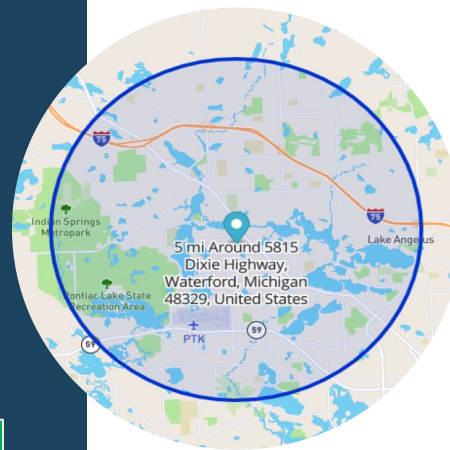 75
Indian Springs
Metropark
75
Lake Angelus
5 mi Around 5815
Dixie Highway,
Waterford, Michigan
48329, United States
Pontiac Lake State
Recreation Area
59
PTK
59